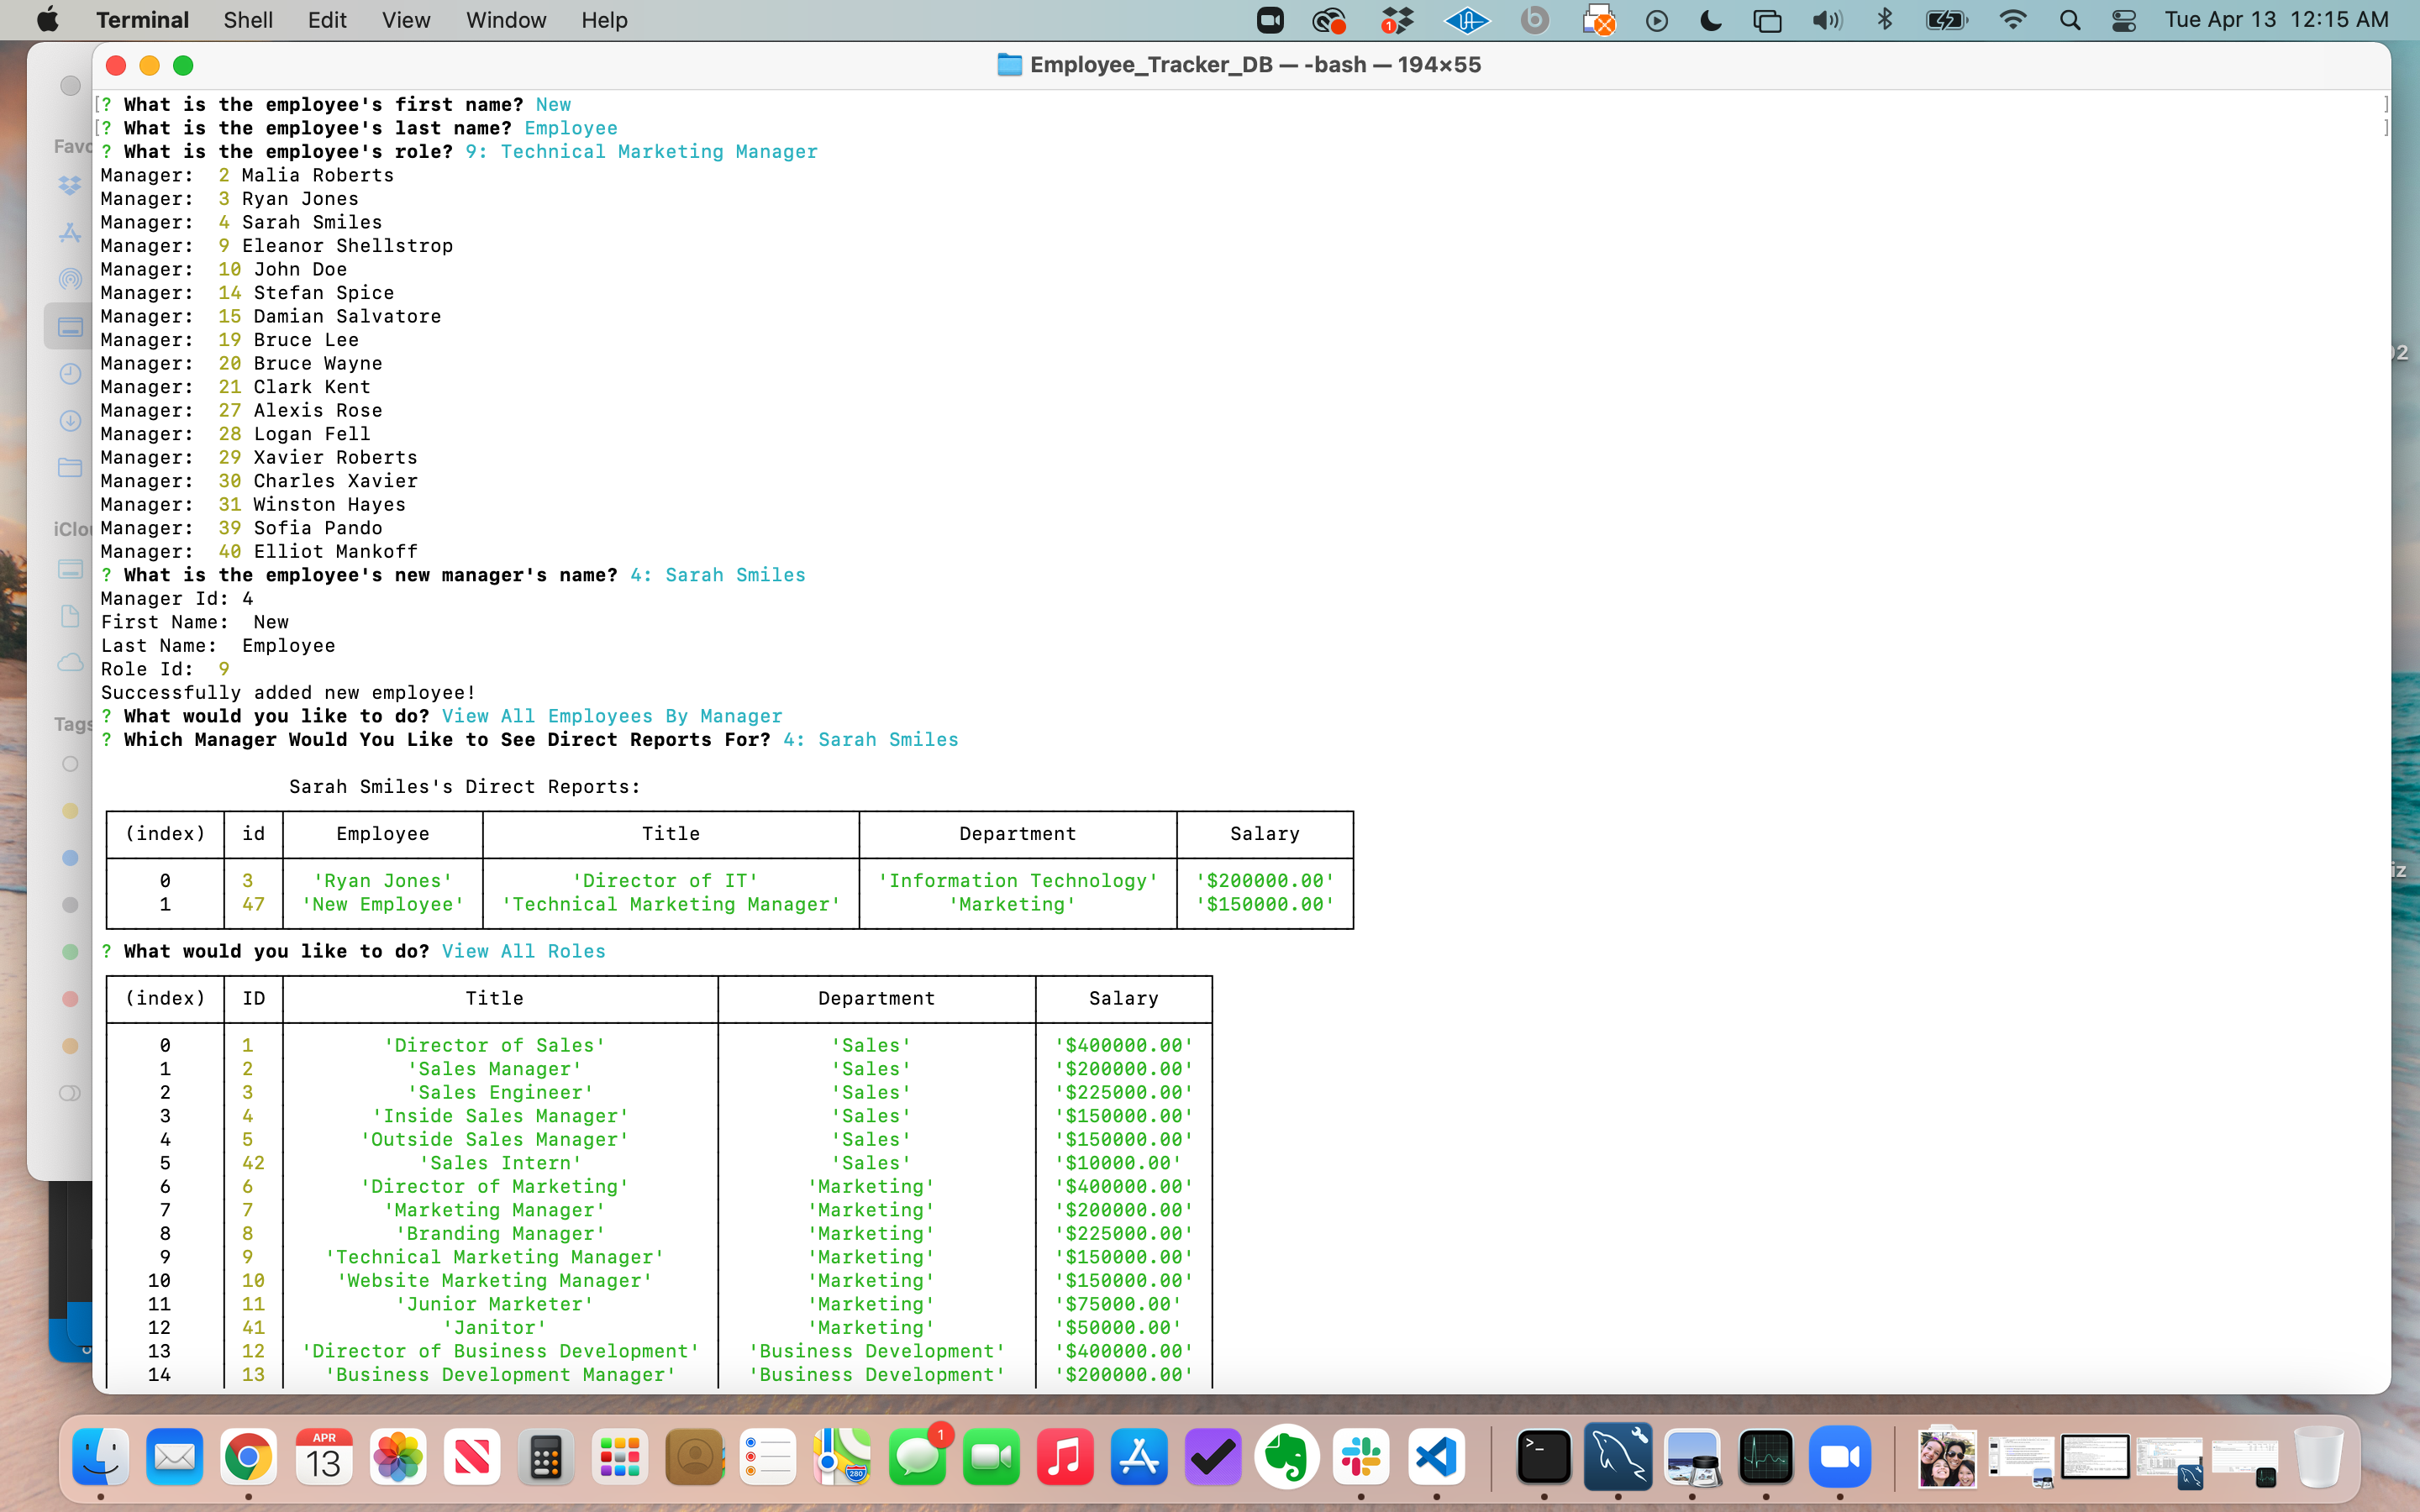 Terminal Shell Edit View Window Help 1 Tue Apr 13 12:15 AM
Employee_Tracker_DB — -bash — 194×55
Favo
iClou
Tags
[? What is the employee's first name? New ]
[? What is the employee's last name? Employee ]
? What is the employee's role? 9: Technical Marketing Manager
Manager:  2 Malia Roberts
Manager:  3 Ryan Jones
Manager:  4 Sarah Smiles
Manager:  9 Eleanor Shellstrop
Manager:  10 John Doe
Manager:  14 Stefan Spice
Manager:  15 Damian Salvatore
Manager:  19 Bruce Lee
Manager:  20 Bruce Wayne
Manager:  21 Clark Kent
Manager:  27 Alexis Rose
Manager:  28 Logan Fell
Manager:  29 Xavier Roberts
Manager:  30 Charles Xavier
Manager:  31 Winston Hayes
Manager:  39 Sofia Pando
Manager:  40 Elliot Mankoff
? What is the employee's new manager's name? 4: Sarah Smiles
Manager Id: 4
First Name:  New
Last Name:  Employee
Role Id:  9
Successfully added new employee!
? What would you like to do? View All Employees By Manager
? Which Manager Would You Like to See Direct Reports For? 4: Sarah Smiles
Sarah Smiles's Direct Reports:
(index) id Employee Title Department Salary
0 3 'Ryan Jones' 'Director of IT' 'Information Technology' '$200000.00'
1 47 'New Employee' 'Technical Marketing Manager' 'Marketing' '$150000.00'
? What would you like to do? View All Roles
(index) ID Title Department Salary
0 1 'Director of Sales' 'Sales' '$400000.00'
1 2 'Sales Manager' 'Sales' '$200000.00'
2 3 'Sales Engineer' 'Sales' '$225000.00'
3 4 'Inside Sales Manager' 'Sales' '$150000.00'
4 5 'Outside Sales Manager' 'Sales' '$150000.00'
5 42 'Sales Intern' 'Sales' '$10000.00'
6 6 'Director of Marketing' 'Marketing' '$400000.00'
7 7 'Marketing Manager' 'Marketing' '$200000.00'
8 8 'Branding Manager' 'Marketing' '$225000.00'
9 9 'Technical Marketing Manager' 'Marketing' '$150000.00'
10 10 'Website Marketing Manager' 'Marketing' '$150000.00'
11 11 'Junior Marketer' 'Marketing' '$75000.00'
12 41 'Janitor' 'Marketing' '$50000.00'
13 12 'Director of Business Development' 'Business Development' '$400000.00'
14 13 'Business Development Manager' 'Business Development' '$200000.00'
APR
13
280
1
>_